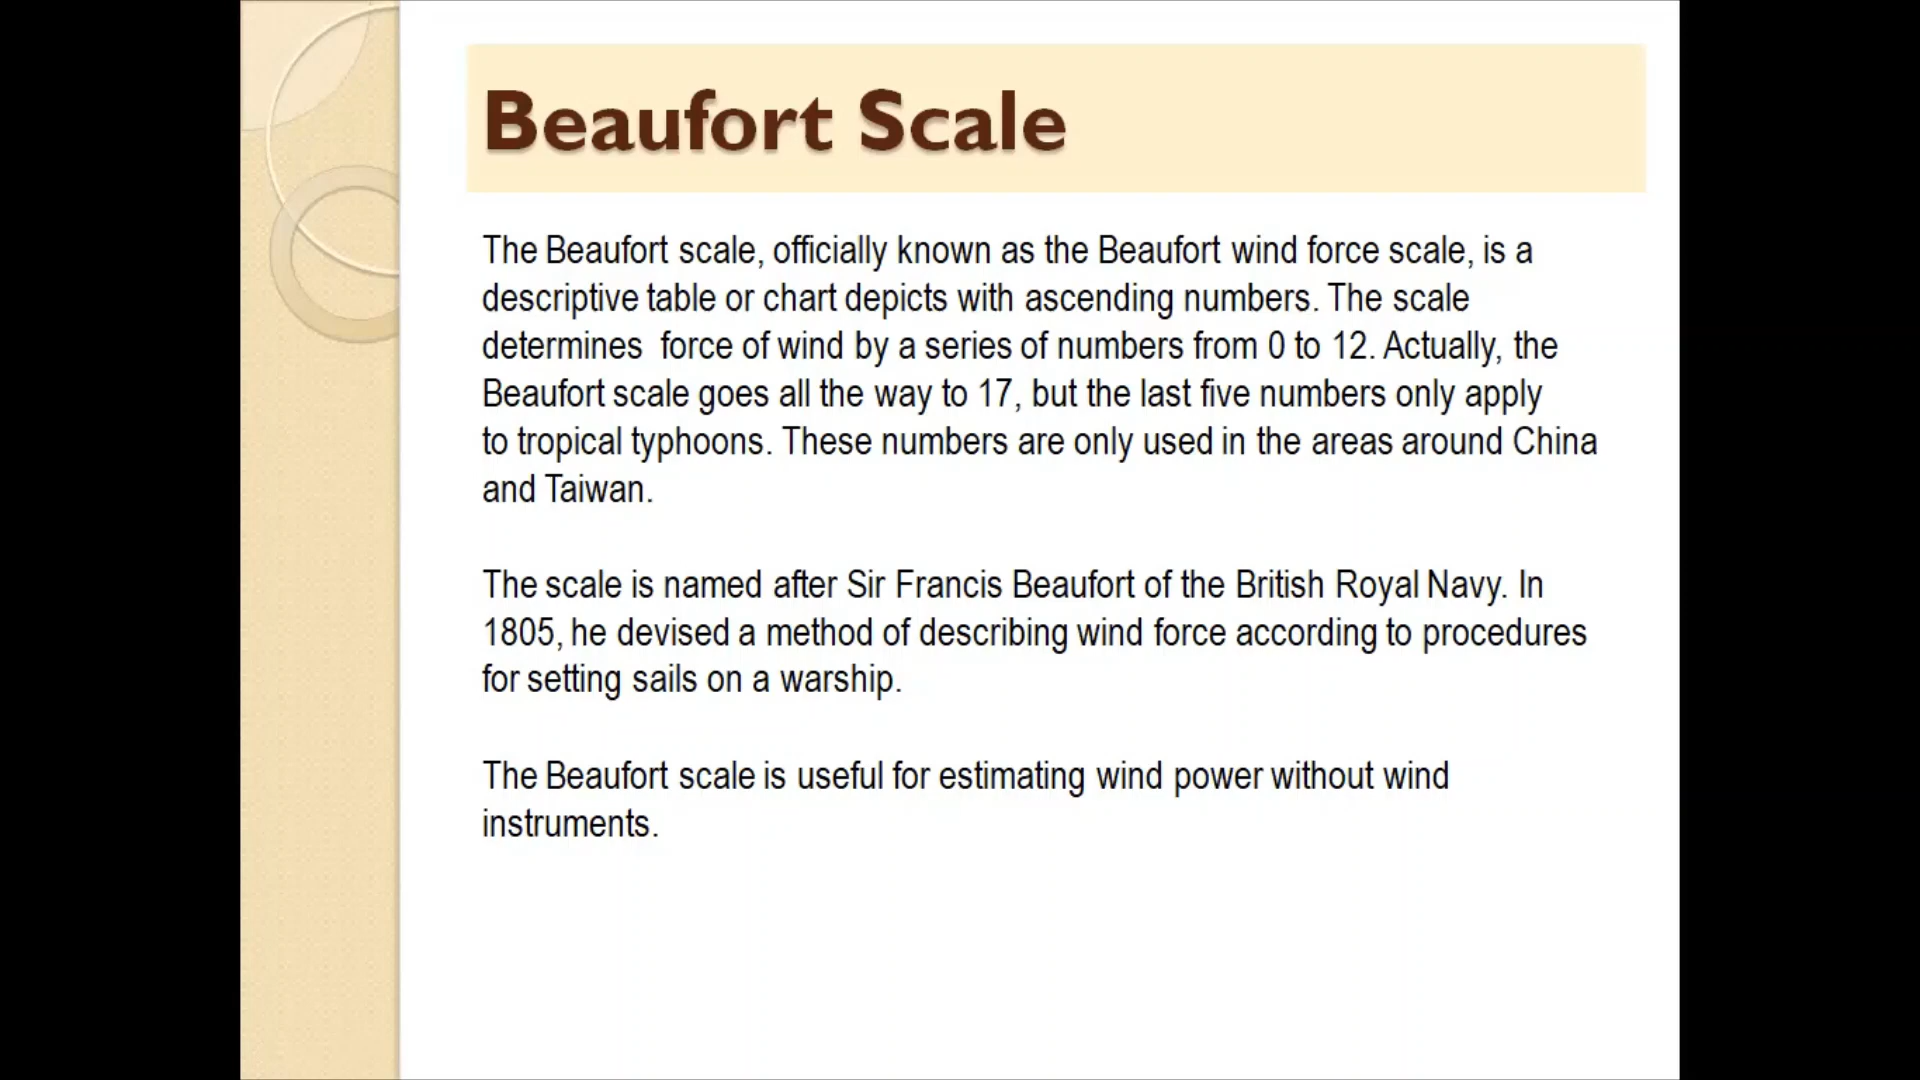 Beaufort Scale
The Beaufort scale, officially known as the Beaufort wind force scale, is a
descriptive table or chart depicts with ascending numbers. The scale
determines force of wind by a series of numbers from 0 to 12. Actually, the
Beaufort scale goes all the way to 17, but the last five numbers only apply
to tropical typhoons. These numbers are only used in the areas around China
and Taiwan.
The scale is named after Sir Francis Beaufort of the British Royal Navy. In
1805, he devised a method of describing wind force according to procedures
for setting sails on a warship.
The Beaufort scale is useful for estimating wind power without wind
instruments.